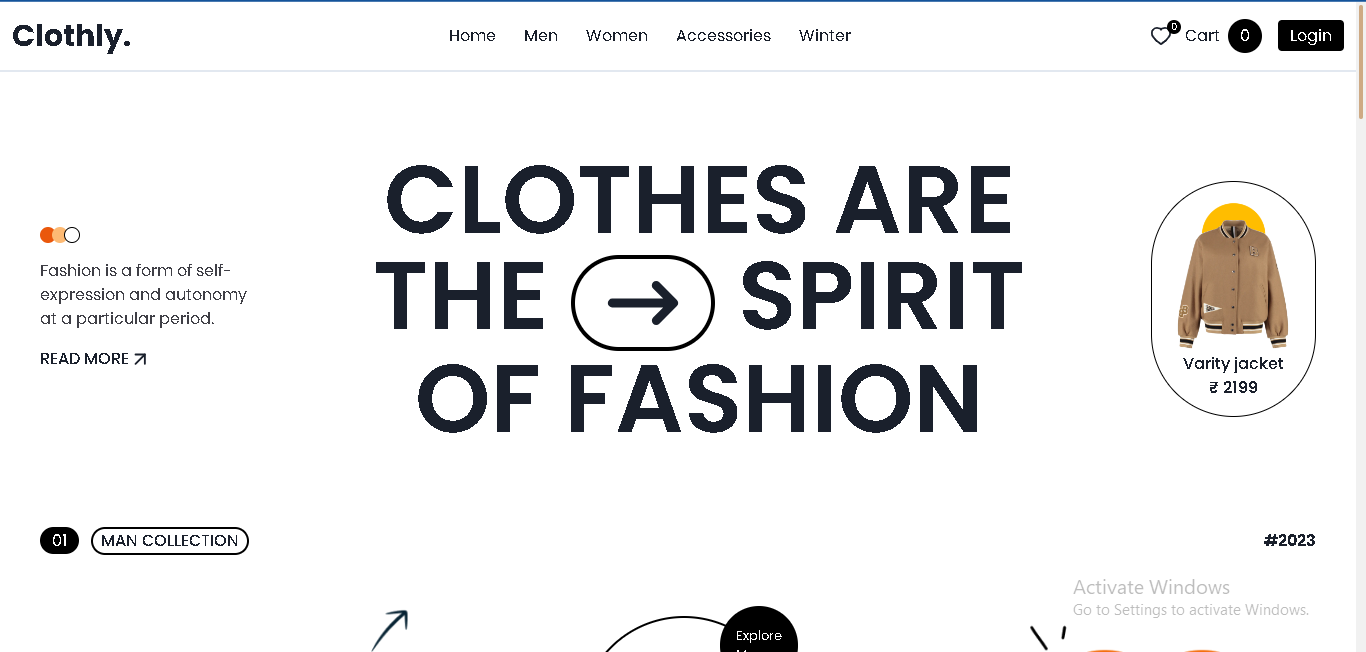 Clothly.
Home Men Women Accessories Winter
0
Cart 0 Login
CLOTHES ARE
THE SPIRIT
OF FASHION
Fashion is a form of self-
expression and autonomy
at a particular period.
READ MORE
Varity jacket
₹ 2199
01 MAN COLLECTION
#2023
Explore
Activate Windows
Go to Settings to activate Windows.